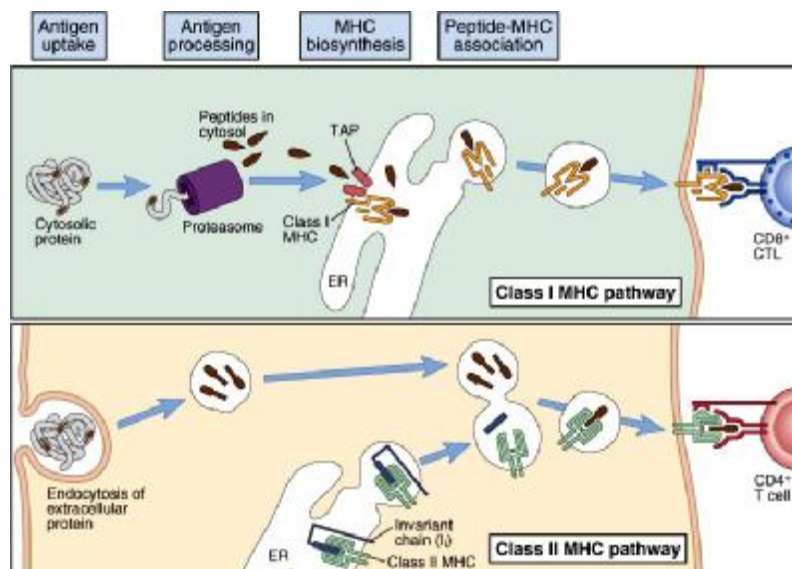 Antigen
uptake
Antigen
processing
MHC
biosynthesis
Peptide-MHC
association
Peptides in
cytosol
TAP
Cytosolic
protein
Proteasome
Class I
MHC
ER
CD8+
CTL
Class I MHC pathway
Endocytosis of
extracellular
protein
Invariant
chain (Ii)
ER
Class II MHC
CD4+
T cell
Class II MHC pathway